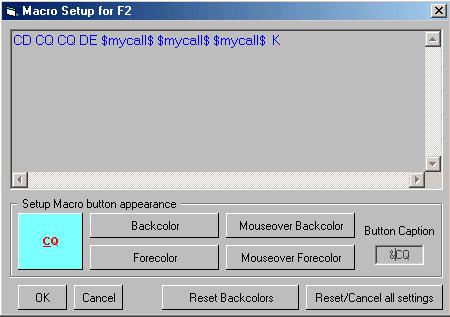 Macro Setup for F2
CD CQ CQ DE $mycall$ $mycall$ $mycall$ K
Setup Macro button appearance
CQ
Backcolor
Mouseover Backcolor
Button Caption
Forecolor
Mouseover Forecolor
&CQ
OK
Cancel
Reset Backcolors
Reset/Cancel all settings